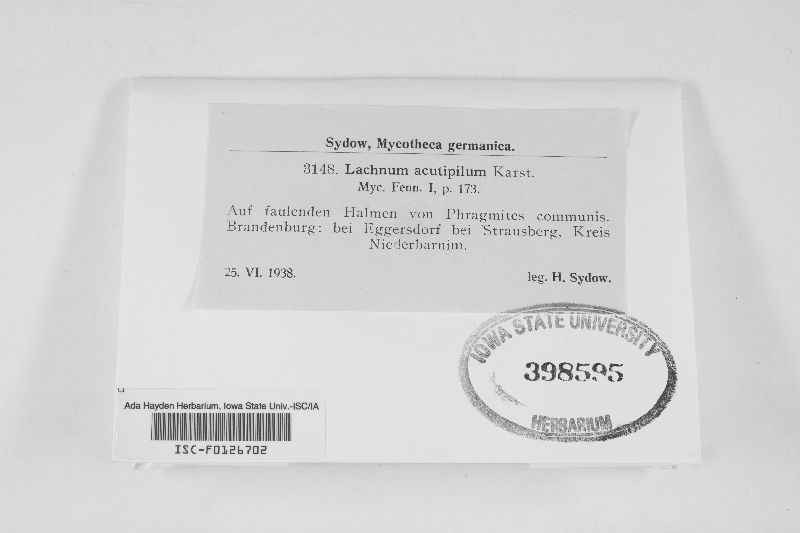 Sydow, Mycotheca germanica.
3148. Lachnum acutipilum Karst.
Myc. Fenn. I, p. 173.
Auf faulenden Halmen von Phragmites communis.
Brandenburg: bei Eggersdorf bei Strausberg, Kreis
Niederbarnim.
25. VI. 1938.
leg. H. Sydow.
IOWA STATE UNIVERSITY
398595
HERBARIUM
Ada Hayden Herbarium, Iowa State Univ.-ISC/IA
ISC-F0126702